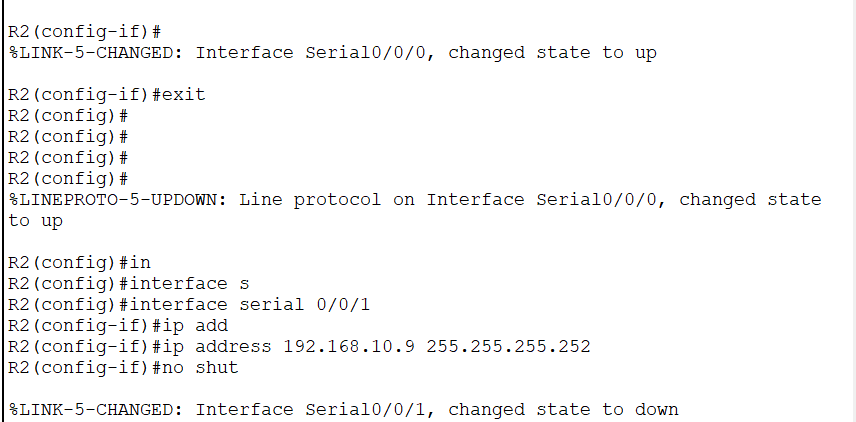 R2(config-if)#
%LINK-5-CHANGED: Interface Serial0/0/0, changed state to up
R2(config-if)#exit
R2(config)#
R2(config)#
R2(config)#
R2(config)#
%LINEPROTO-5-UPDOWN: Line protocol on Interface Serial0/0/0, changed state
to up
R2(config)#in
R2(config)#interface s
R2(config)#interface serial 0/0/1
R2(config-if)#ip add
R2(config-if)#ip address 192.168.10.9 255.255.255.252
R2(config-if)#no shut
%LINK-5-CHANGED: Interface Serial0/0/1, changed state to down